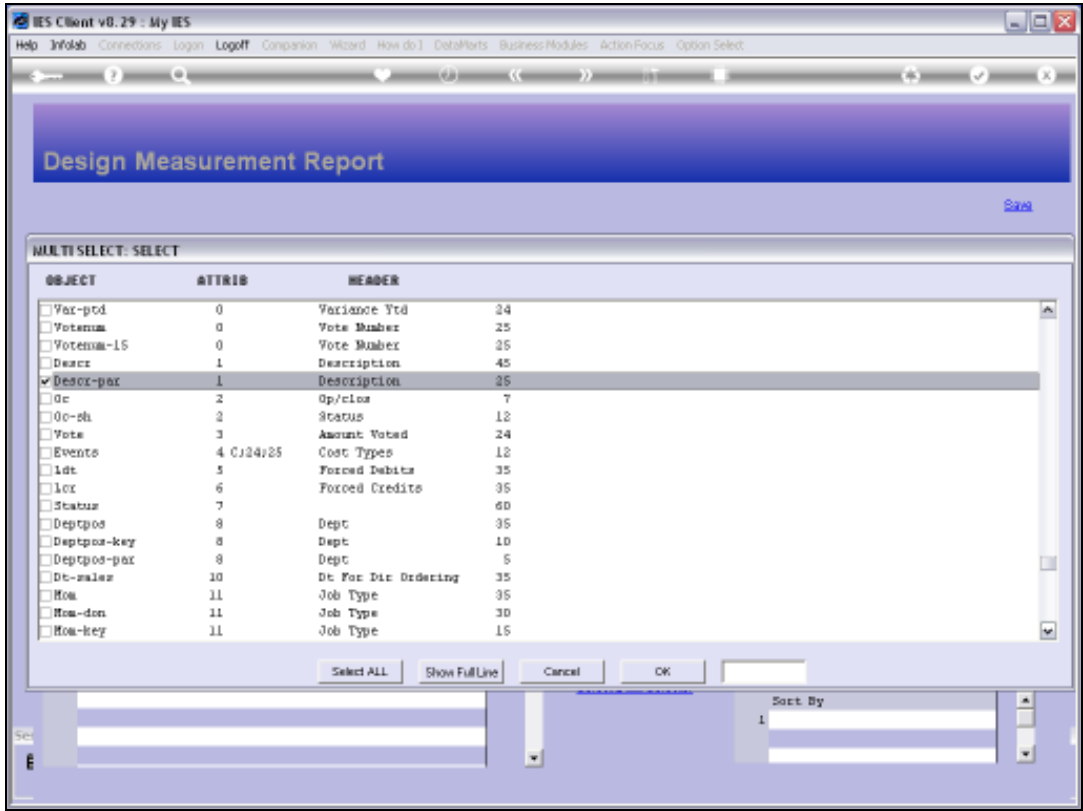 IES Client v8.29 : My IES
Help Infolab Connections Logon Logoff Companion Wizard How do I DataMarts Business Modules Action Focus Option Select
Design Measurement Report
Save
MULTI SELECT: SELECT
OBJECT ATTRIB HEADER
Var-ptd 0 Variance Ytd 24
Votenum 0 Vote Number 25
Votenum-15 0 Vote Number 25
Descr 1 Description 45
Descr-par 1 Description 25
Oc 2 Op/clos 7
Oc-sh 2 Status 12
Vote 3 Amount Voted 24
Events 4 C;24;25 Cost Types 12
ldt 5 Forced Debits 35
lcr 6 Forced Credits 35
Status 7 60
Deptpos 8 Dept 35
Deptpos-key 8 Dept 10
Deptpos-par 8 Dept 5
Dt-sales 10 Dt For Dir Ordering 35
Mom 11 Job Type 35
Mom-don 11 Job Type 30
Mom-key 11 Job Type 15
Select ALL Show Full Line Cancel OK
Sort By
1